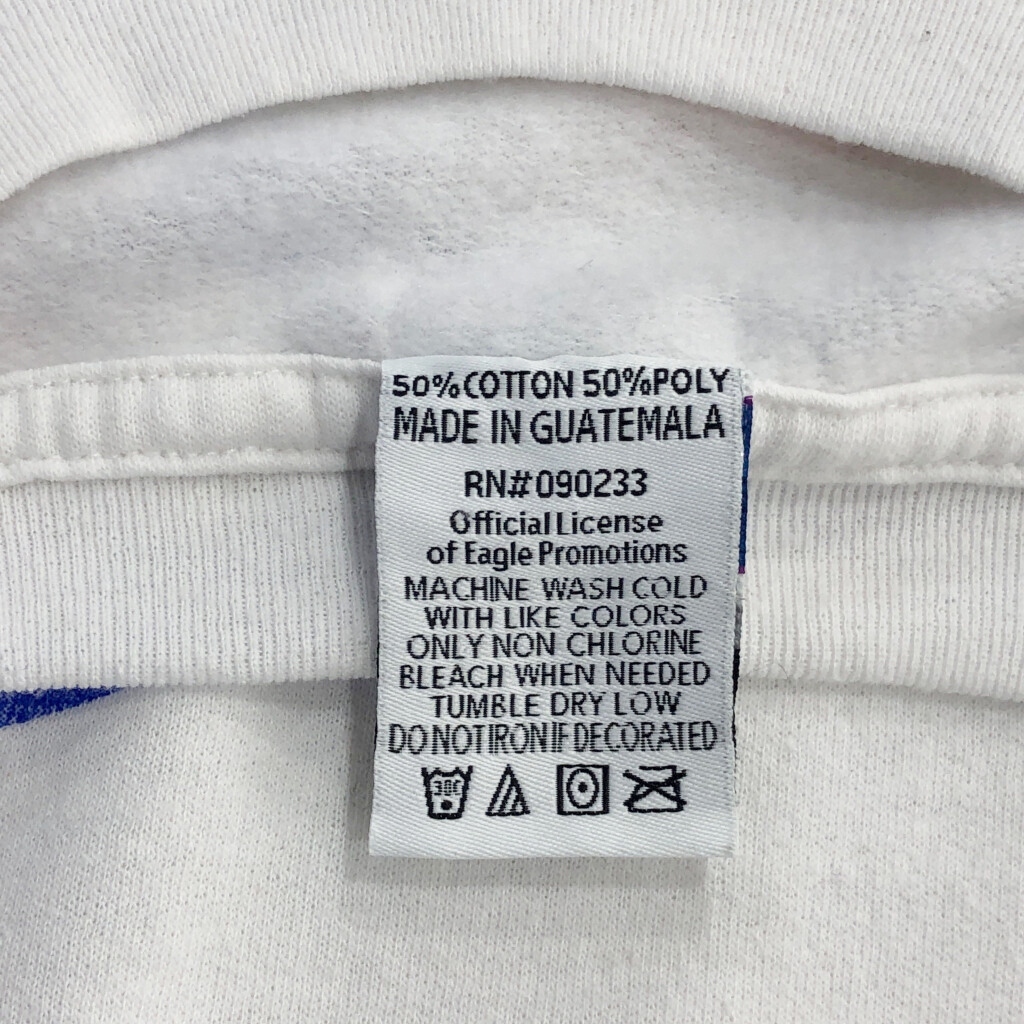 50%COTTON 50%POLY
MADE IN GUATEMALA
RN#090233
Official License
of Eagle Promotions
MACHINE WASH COLD
WITH LIKE COLORS
ONLY NON CHLORINE
BLEACH WHEN NEEDED
TUMBLE DRY LOW
DO NOT IRON IF DECORATED
30C